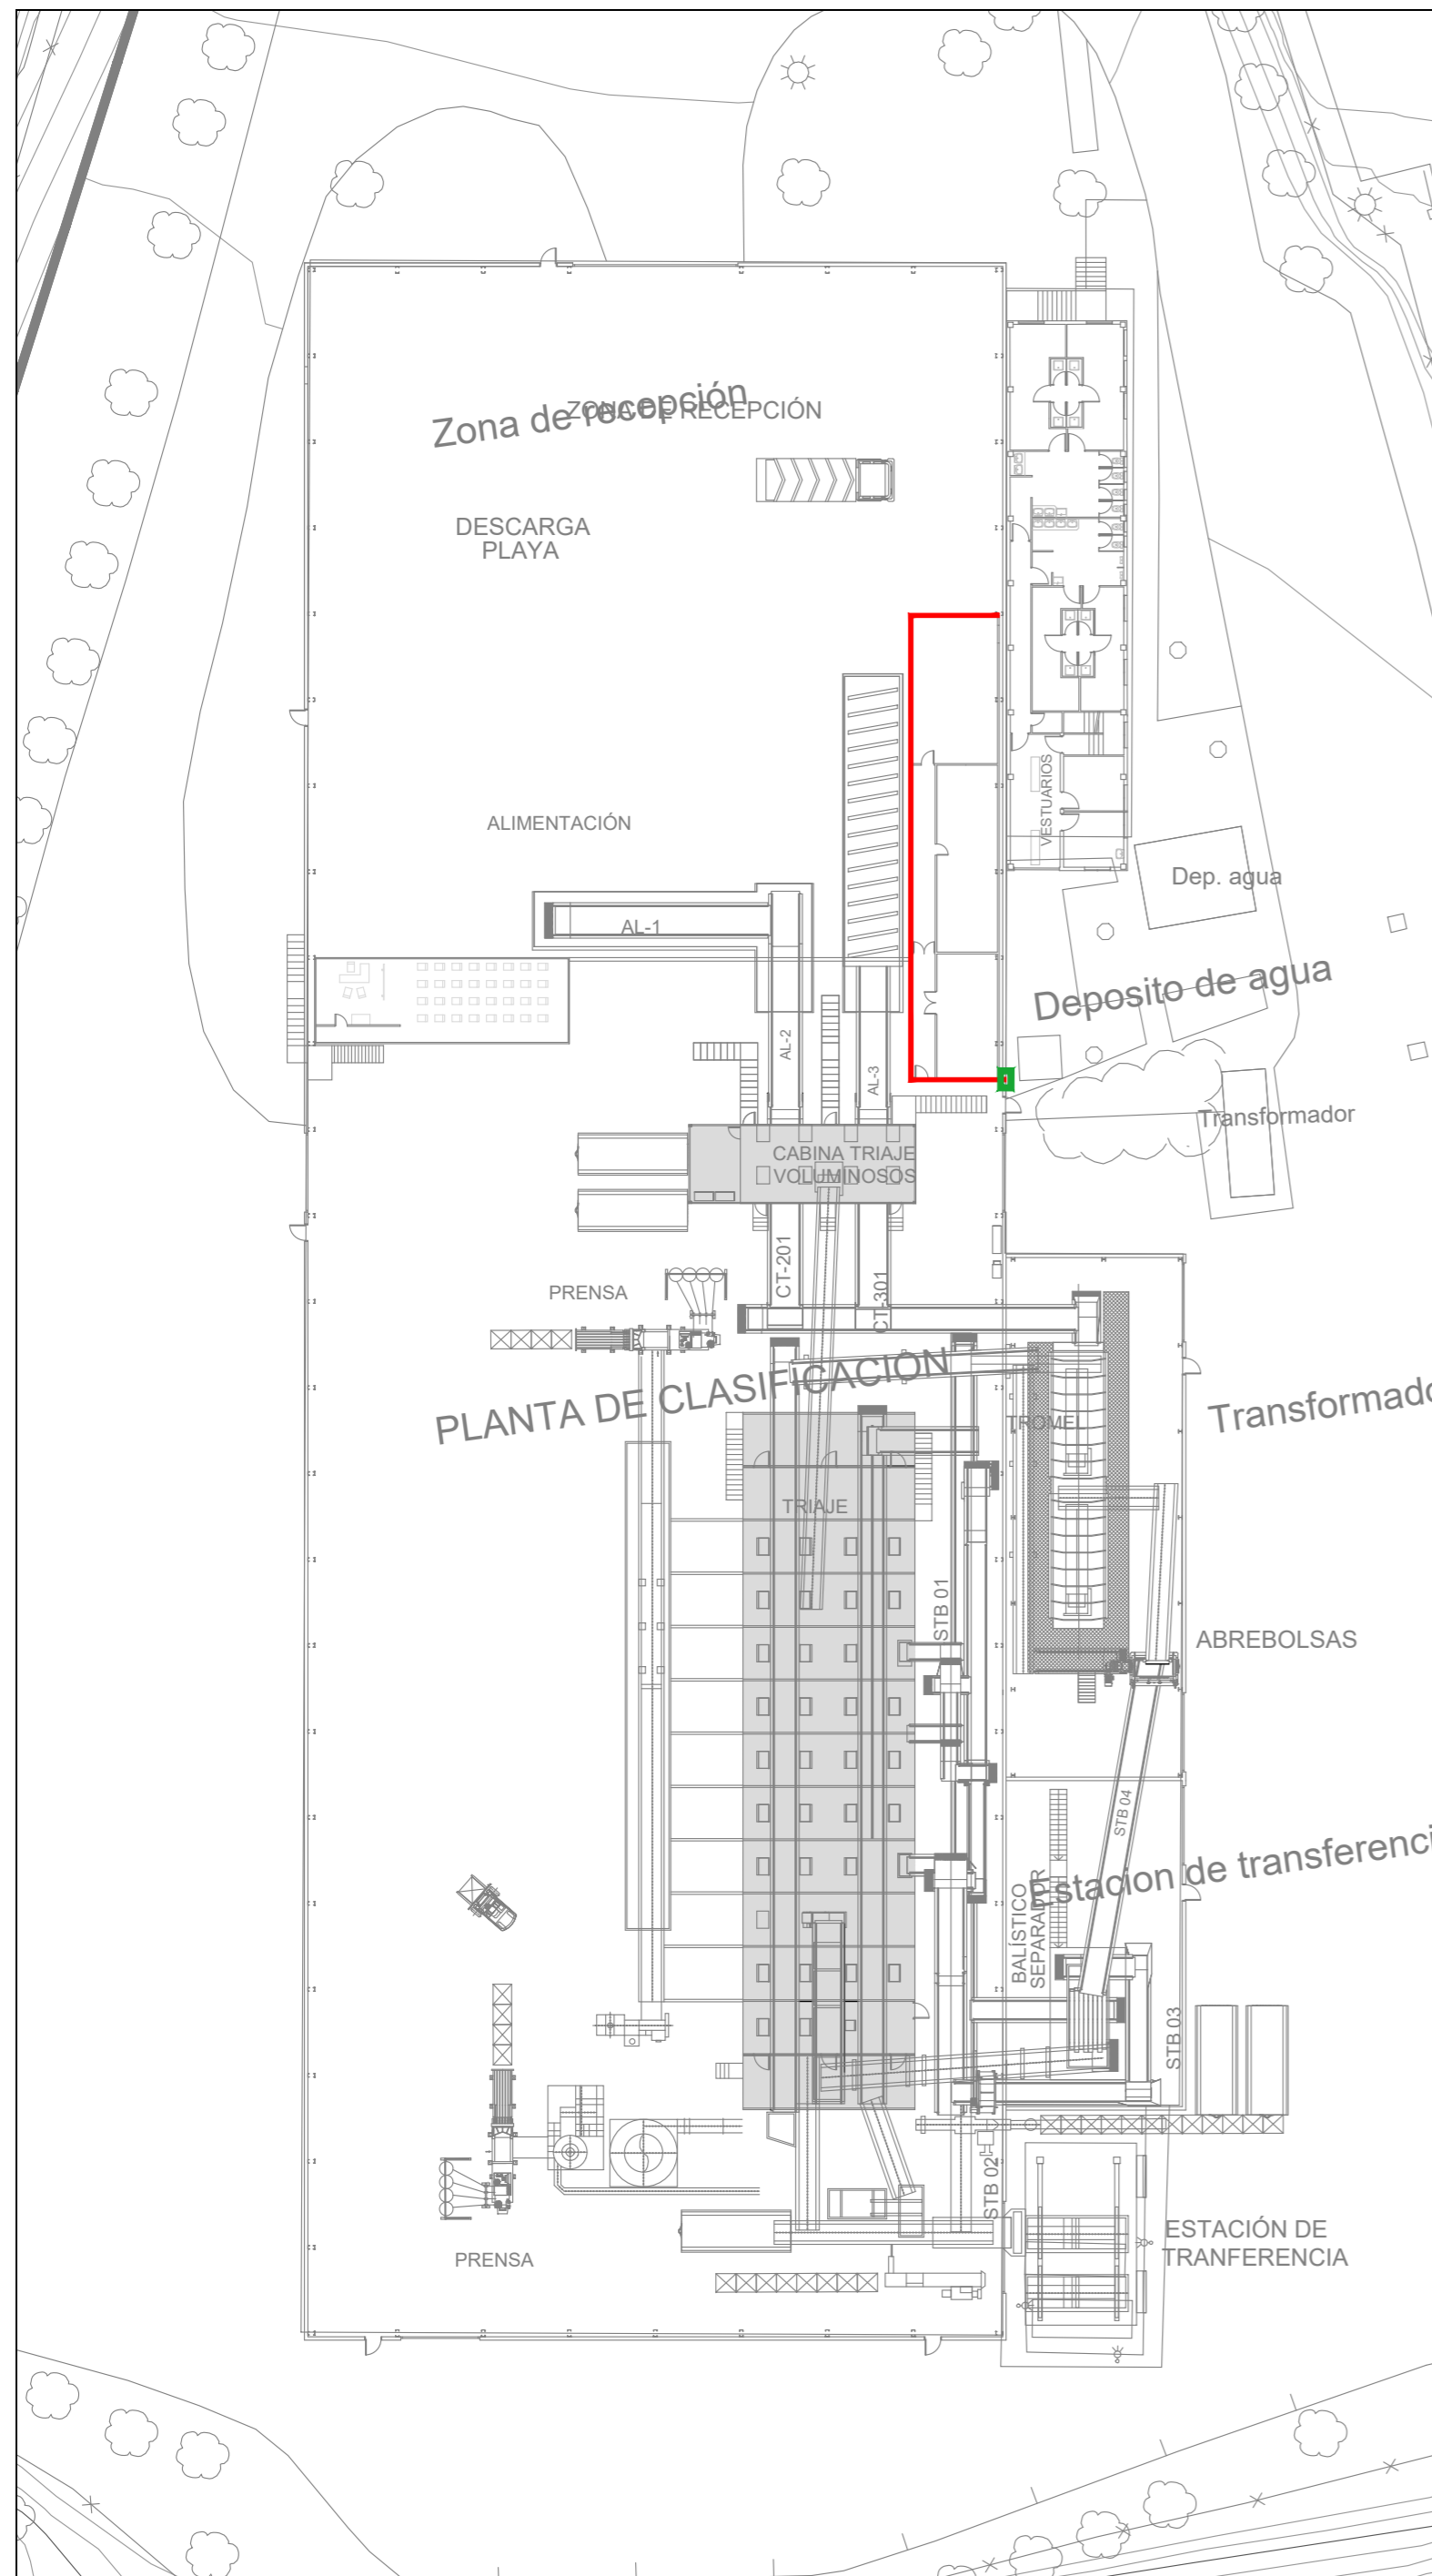 Zona de recepción
ZONA DE RECEPCIÓN
DESCARGA
PLAYA
ALIMENTACIÓN
VESTUARIOS
Dep. agua
AL-1
Deposito de agua
AL-2
AL-3
Transformador
CABINA TRIAJE
VOLUMINOSOS
CT-201
CT-301
PRENSA
PLANTA DE CLASIFICACION
TROMEL
Transformado
TRIAJE
STB 01
ABREBOLSAS
STB 04
Estacion de transferenci
BALÍSTICO
SEPARADOR
STB 03
STB 02
ESTACIÓN DE
TRANFERENCIA
PRENSA